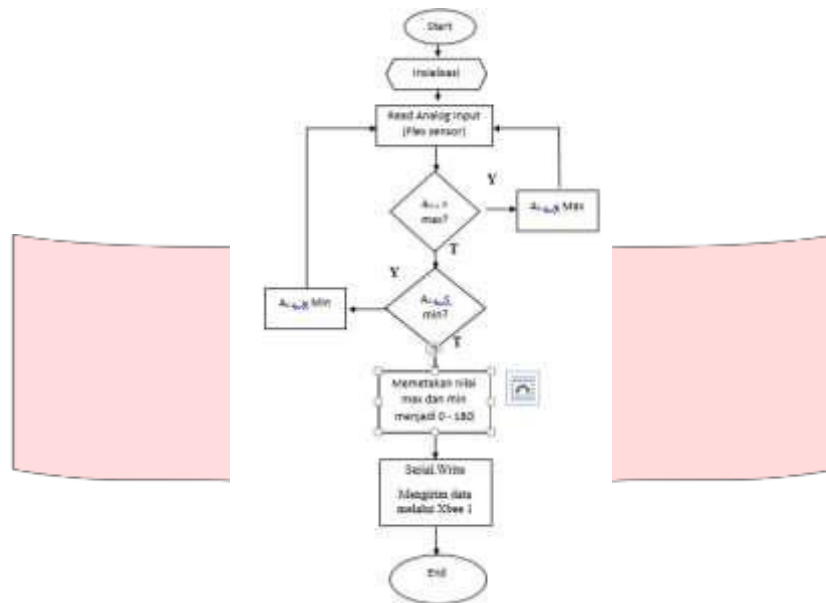 Start
Insialisasi
Read Analog Input
(Flex sensor)
Y
max?
Max
T
Y
min?
Min
T
Memetakan nilai
max dan min
menjadi 0 - 180
Serial Write
Mengirim data
melalui Xbee 1
End